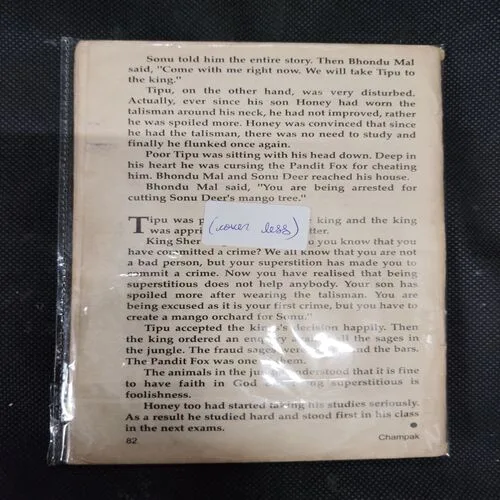 Sonu told him the entire story. Then Bhondu Mal
said, "Come with me right now. We will take Tipu to
the king."
Tipu, on the other hand, was very disturbed.
Actually, ever since his son Honey had worn the
talisman around his neck, he had not improved, rather
he was spoiled more. Honey was convinced that since
he had the talisman, there was no need to study and
finally he flunked once again.
Poor Tipu was sitting with his head down. Deep in
his heart he was cursing the Pandit Fox for cheating
him. Bhondu Mal and Sonu Deer reached his house.
Bhondu Mal said, "You are being arrested for
cutting Sonu Deer's mango tree."
Tipu was king and the king
was
(cover less)
King Sher you know that you
have committed a crime? We all know that you are not
a bad person, but your superstition has made you to
commit a crime. Now you have realised that being
superstitious does not help anybody. Your son has
spoiled more after wearing the talisman. You are
being excused as it is your first crime, but you have to
create a mango orchard for Sonu."
Tipu accepted the king's decision happily. Then
the king ordered an the sages in
the jungle. The fraud sages were the bars.
The Pandit Fox was one
The animals in the understood that it is fine
to have faith in God superstitious is
foolishness.
Honey too had started taking his studies seriously.
As a result he studied hard and stood first in his class
in the next exams.
82 Champak